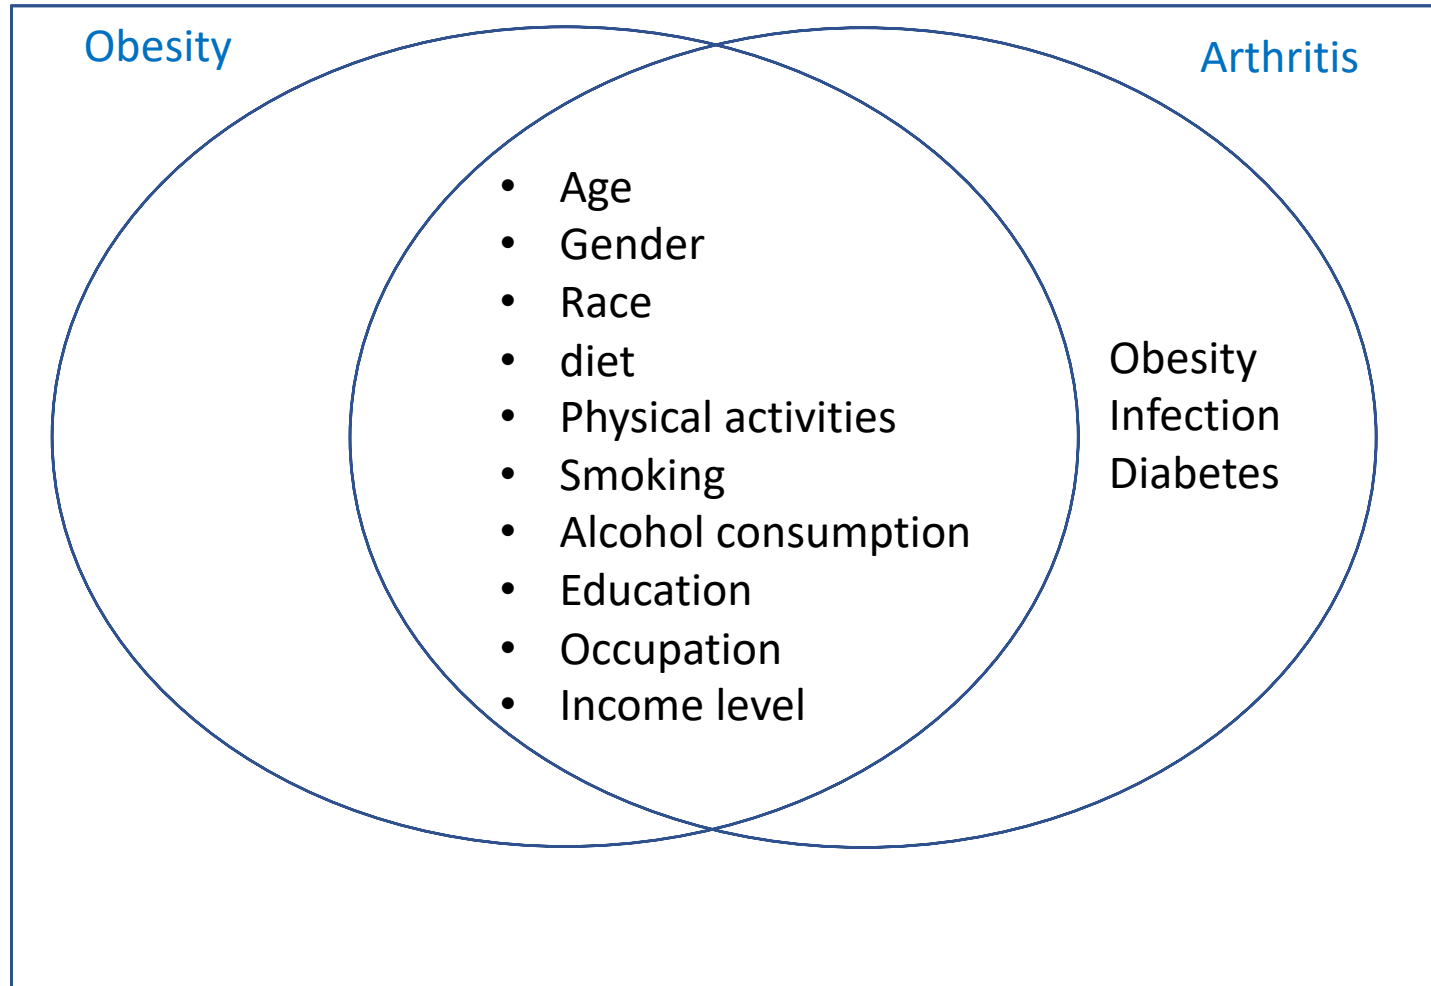 Obesity
Arthritis
• Age
• Gender
• Race
• diet
• Physical activities
• Smoking
• Alcohol consumption
• Education
• Occupation
• Income level
Obesity
Infection
Diabetes